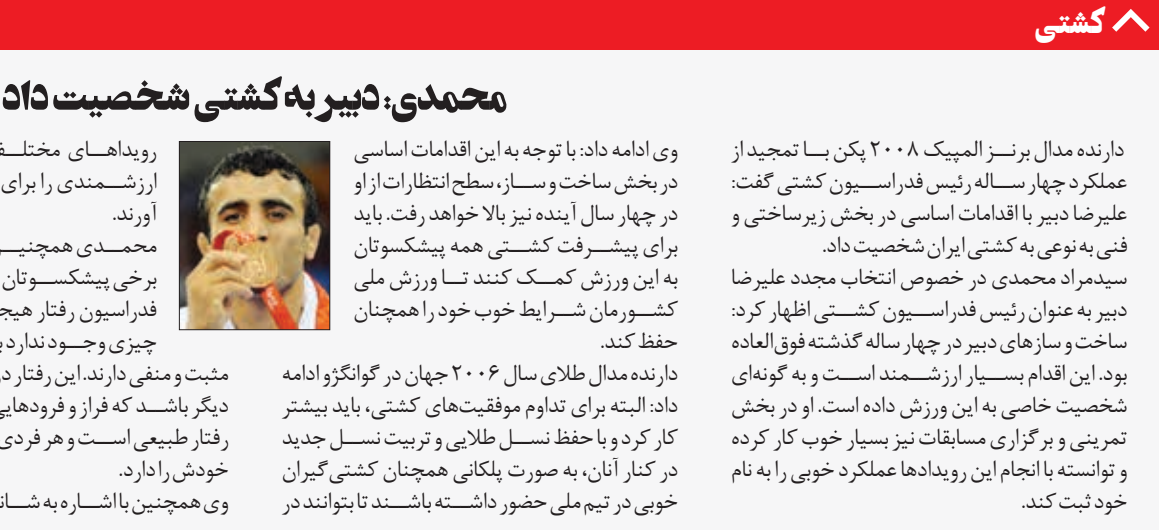 کشتی
محمدی: دبیر به کشتی شخصیت داد
دارنده مدال برنز المپیک ۲۰۰۸ پکن با تمجید از
عملکرد چهار ساله رئیس فدراسیون کشتی گفت:
علیرضا دبیر با اقدامات اساسی در بخش زیرساختی و
فنی به نوعی به کشتی ایران شخصیت داد.
سیدمراد محمدی در خصوص انتخاب مجدد علیرضا
دبیر به عنوان رئیس فدراسیون کشتی اظهار کرد:
ساخت و سازهای دبیر در چهار ساله گذشته فوق‌العاده
بود. این اقدام بسیار ارزشمند است و به گونه‌ای
شخصیت خاصی به این ورزش داده است. او در بخش
تمرینی و برگزاری مسابقات نیز بسیار خوب کار کرده
و توانسته با انجام این رویدادها عملکرد خوبی را به نام
خود ثبت کند.
وی ادامه داد: با توجه به این اقدامات اساسی
در بخش ساخت و ساز، سطح انتظارات از او
در چهار سال آینده نیز بالا خواهد رفت. باید
برای پیشرفت کشتی همه پیشکسوتان
به این ورزش کمک کنند تا ورزش ملی
کشورمان شرایط خوب خود را همچنان
حفظ کند.
دارنده مدال طلای سال ۲۰۰۶ جهان در گوانگژو ادامه
داد: البته برای تداوم موفقیت‌های کشتی، باید بیشتر
کار کرد و با حفظ نسل طلایی و تربیت نسل جدید
در کنار آنان، به صورت پلکانی همچنان کشتی‌گیران
خوبی در تیم ملی حضور داشته باشند تا بتوانند در
رویداهای
ارزشمندی را برای
آورند.
محمدی
برخی پیشکسوتان
فدراسیون رفتار
چیزی وجود ندارد
مثبت و منفی دارند. این رفتار
دیگر باشد که فراز و
رفتار طبیعی است و هر فردی
خودش را دارد.
وی همچنین با اشاره به